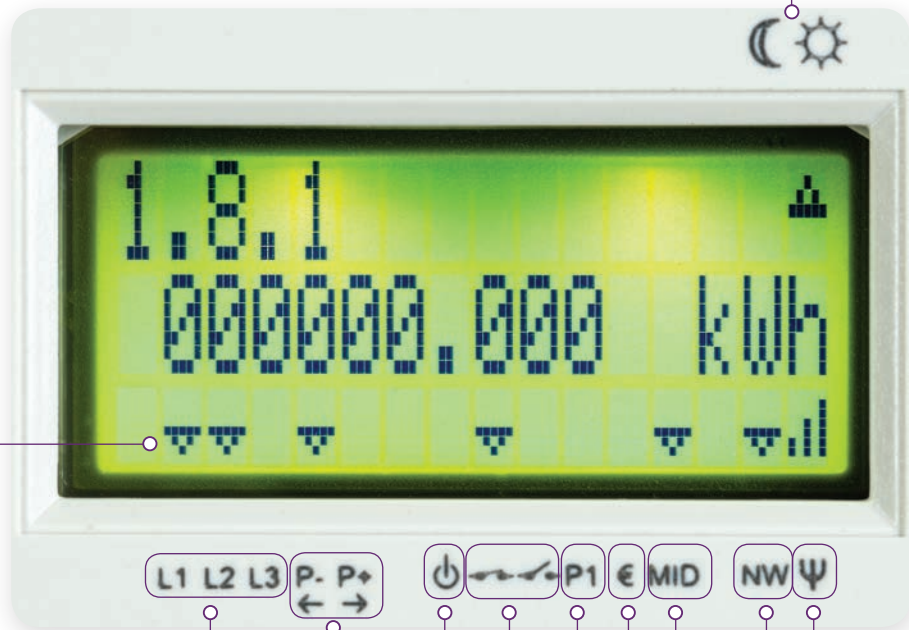 1.8.1
000000.000 kWh
L1 L2 L3 P- P+ P1 € MID NW
← →